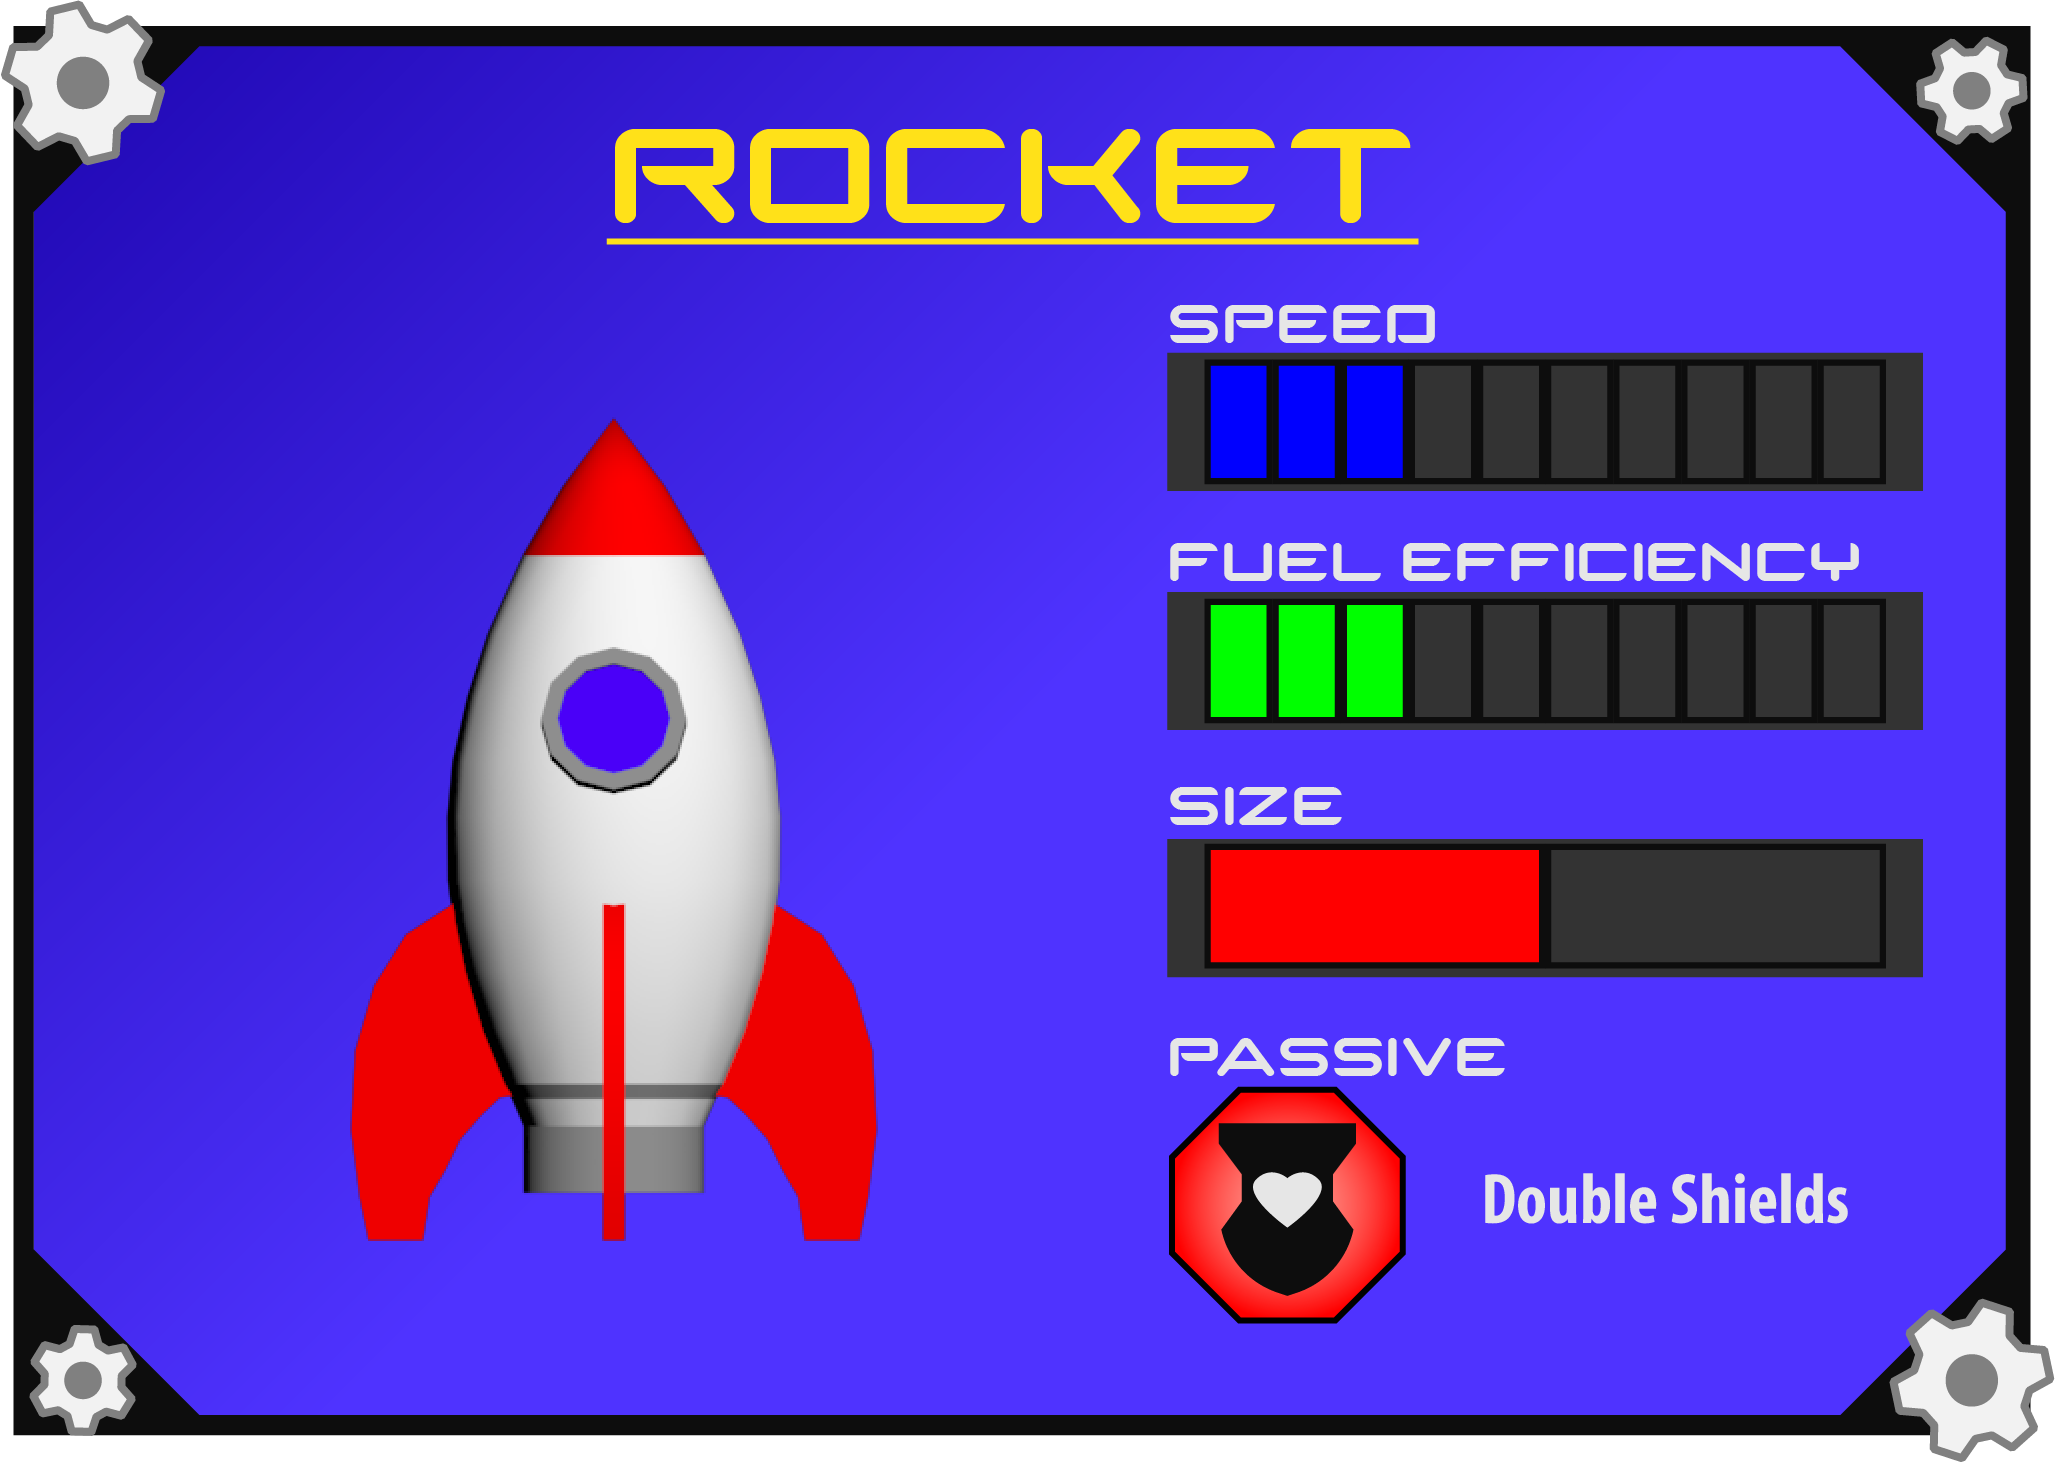 ROCKET
SPEED
FUEL EFFICIENCY
SIZE
PASSIVE
Double Shields